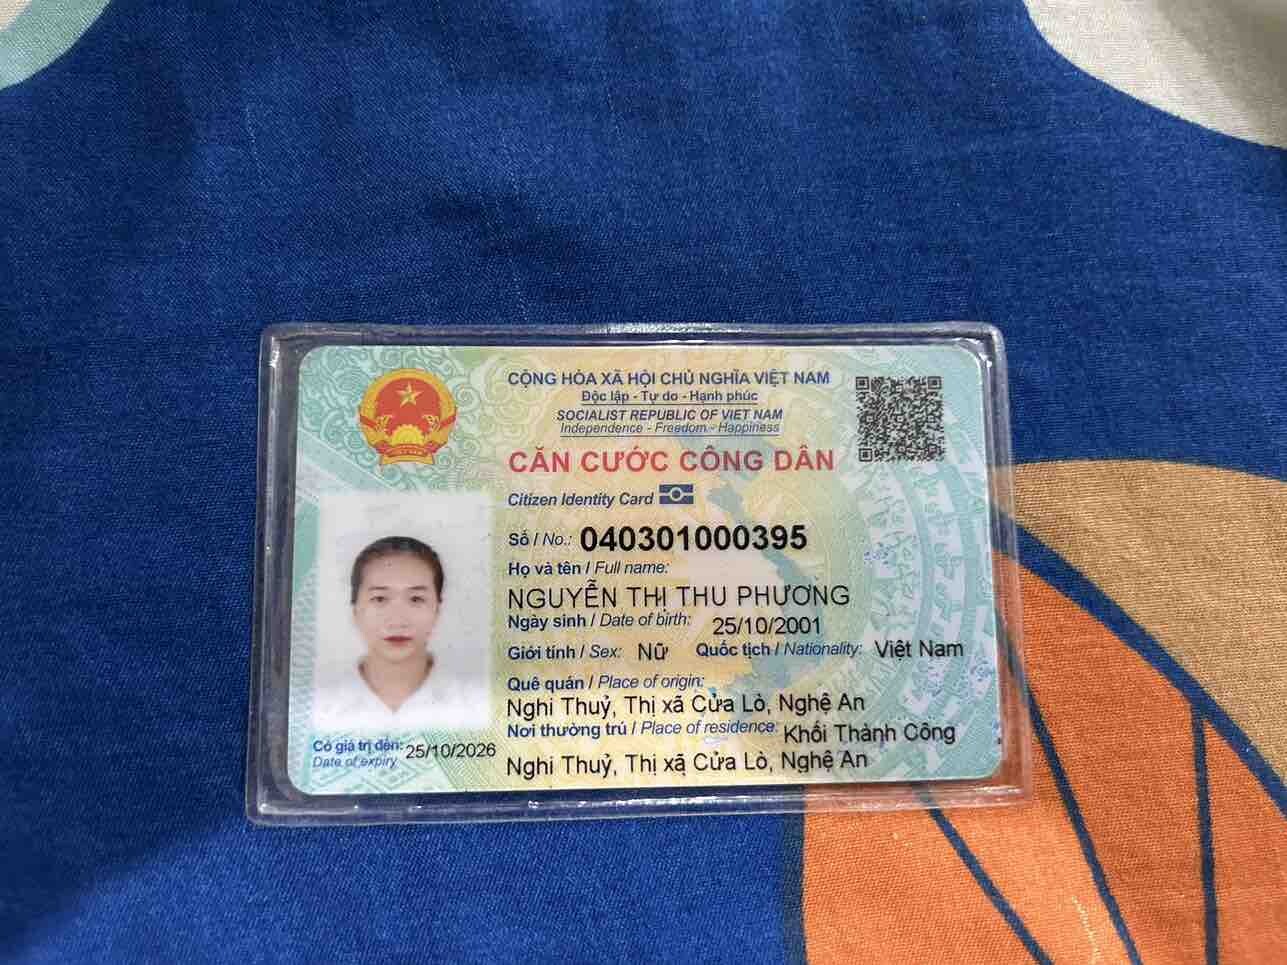 CỘNG HÒA XÃ HỘI CHỦ NGHĨA VIỆT NAM
Độc lập - Tự do - Hạnh phúc
SOCIALIST REPUBLIC OF VIET NAM
Independence - Freedom - Happiness
CĂN CƯỚC CÔNG DÂN
Citizen Identity Card
Số / No.: 040301000395
Họ và tên / Full name:
NGUYỄN THỊ THU PHƯƠNG
Ngày sinh / Date of birth: 25/10/2001
Giới tính / Sex: Nữ Quốc tịch / Nationality: Việt Nam
Quê quán / Place of origin:
Nghi Thuỷ, Thị xã Cửa Lò, Nghệ An
Nơi thường trú / Place of residence: Khối Thành Công
Nghi Thuỷ, Thị xã Cửa Lò, Nghệ An
Có giá trị đến: 25/10/2026
Date of expiry
VIỆT NAM